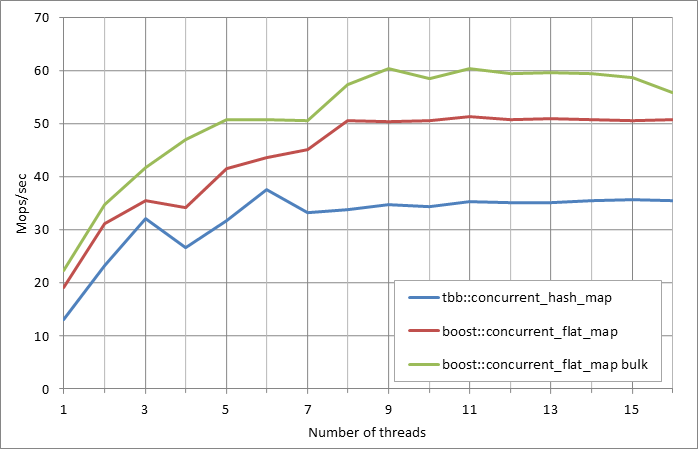 70
60
50
40
30
20
10
0
Mops/sec
tbb::concurrent_hash_map
boost::concurrent_flat_map
boost::concurrent_flat_map bulk
1 3 5 7 9 11 13 15
Number of threads